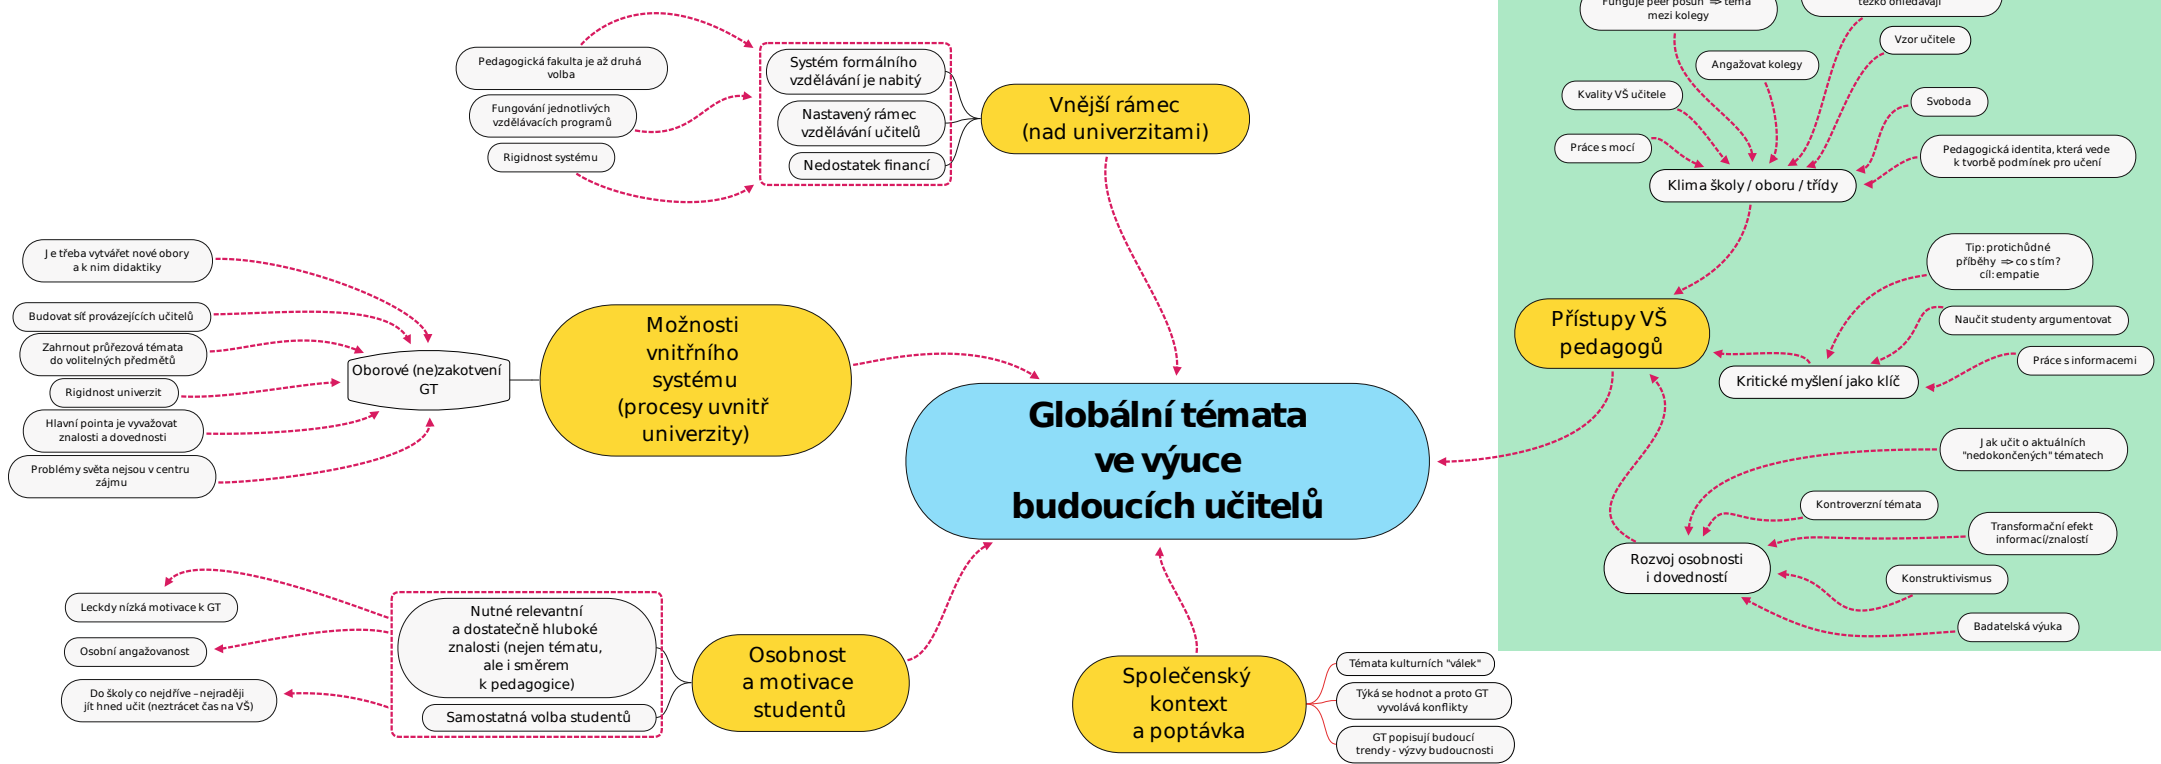 Pedagogická fakulta je až druhá
volba
Fungování jednotlivých
vzdělávacích programů
Rigidnost systému
Systém formálního
vzdělávání je nabitý
Nastavený rámec
vzdělávání učitelů
Nedostatek financí
Vnější rámec
(nad univerzitami)
Je třeba vytvářet nové obory
a k nim didaktiky
Budovat síť provázejících učitelů
Zahrnout průřezová témata
do volitelných předmětů
Rigidnost univerzit
Hlavní pointa je vyvažovat
znalosti a dovednosti
Problémy světa nejsou v centru
zájmu
Oborové (ne)zakotvení
GT
Možnosti
vnitřního
systému
(procesy uvnitř
univerzity)
Globální témata
ve výuce
budoucích učitelů
Leckdy nízká motivace k GT
Osobní angažovanost
Do školy co nejdříve – nejraději
jít hned učit (neztrácet čas na VŠ)
Nutné relevantní
a dostatečně hluboké
znalosti (nejen tématu,
ale i směrem
k pedagogice)
Samostatná volba studentů
Osobnost
a motivace
studentů
Společenský
kontext
a poptávka
Témata kulturních "válek"
Týká se hodnot a proto GT
vyvolává konflikty
GT popisují budoucí
trendy - výzvy budoucnosti
Funguje peer posun => téma
mezi kolegy
těžko ohledávají
Vzor učitele
Angažovat kolegy
Kvality VŠ učitele
Svoboda
Práce s mocí
Pedagogická identita, která vede
k tvorbě podmínek pro učení
Klima školy / oboru / třídy
Tip: protichůdné
příběhy => co s tím?
cíl: empatie
Přístupy VŠ
pedagogů
Naučit studenty argumentovat
Práce s informacemi
Kritické myšlení jako klíč
Jak učit o aktuálních
"nedokončených" tématech
Kontroverzní témata
Transformační efekt
informací/znalostí
Rozvoj osobnosti
i dovedností
Konstruktivismus
Badatelská výuka